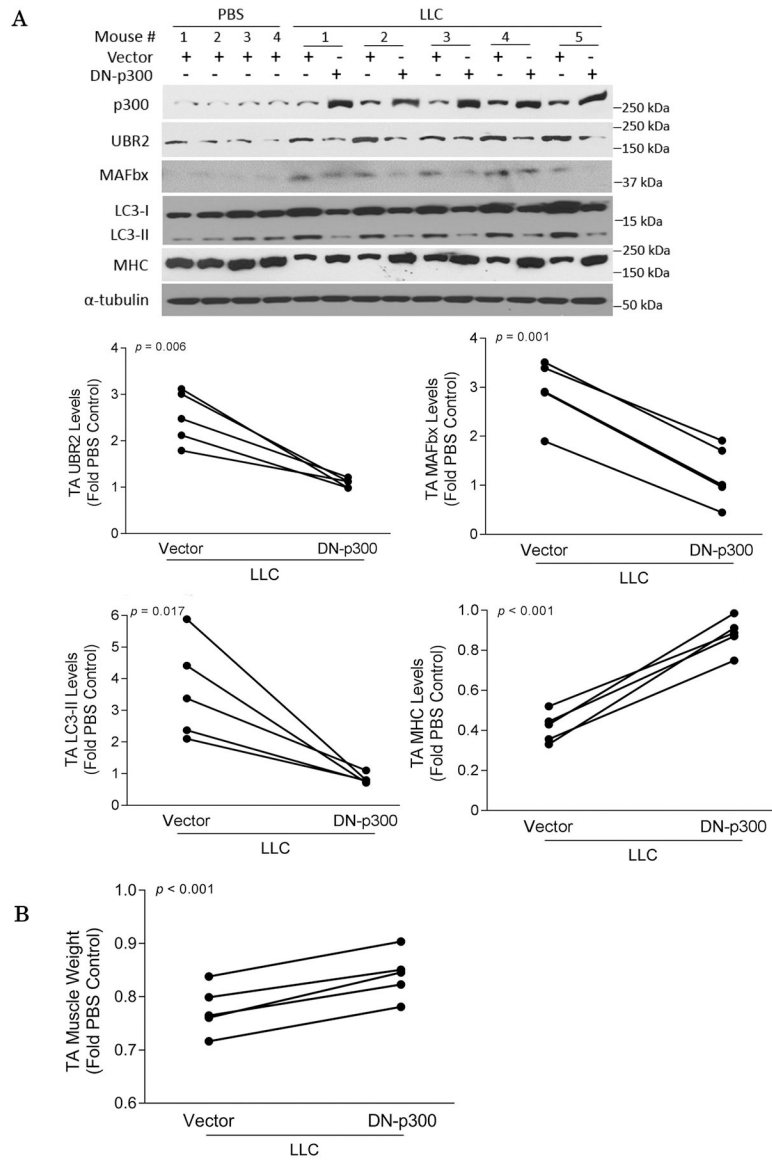 A
PBS LLC
Mouse # 1 2 3 4 1 2 3 4 5
Vector + + + + + - + - + - + - + -
DN-p300 - - - - - + - + - + - + - +
p300
250 kDa
UBR2
250 kDa
150 kDa
MAFbx
37 kDa
LC3-I
15 kDa
LC3-II
MHC
250 kDa
150 kDa
α-tubulin
50 kDa
p = 0.006
TA UBR2 Levels
(Fold PBS Control)
4
3
2
1
0
Vector DN-p300
LLC
p = 0.001
TA MAFbx Levels
(Fold PBS Control)
4
3
2
1
0
Vector DN-p300
LLC
p = 0.017
TA LC3-II Levels
(Fold PBS Control)
6
5
4
3
2
1
0
Vector DN-p300
LLC
p < 0.001
TA MHC Levels
(Fold PBS Control)
1.0
0.8
0.6
0.4
0.2
0
Vector DN-p300
LLC
B
p < 0.001
TA Muscle Weight
(Fold PBS Control)
1.0
0.9
0.8
0.7
0.6
Vector DN-p300
LLC